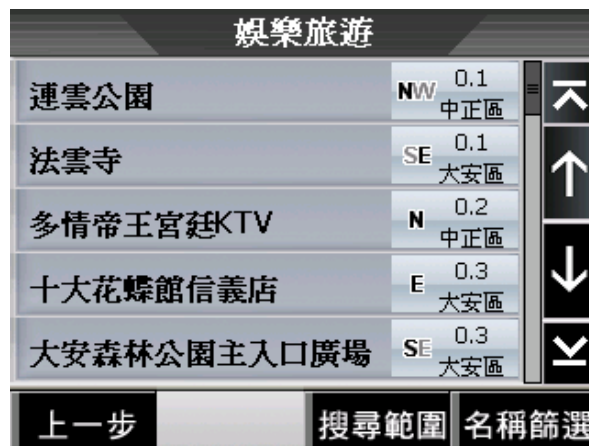 娛樂旅遊
連雲公園 NW 0.1 中正區
法雲寺 SE 0.1 大安區
多情帝王宮廷KTV N 0.2 中正區
十大花蝶館信義店 E 0.3 大安區
大安森林公園主入口廣場 SE 0.3 大安區
上一步 搜尋範圍 名稱篩選